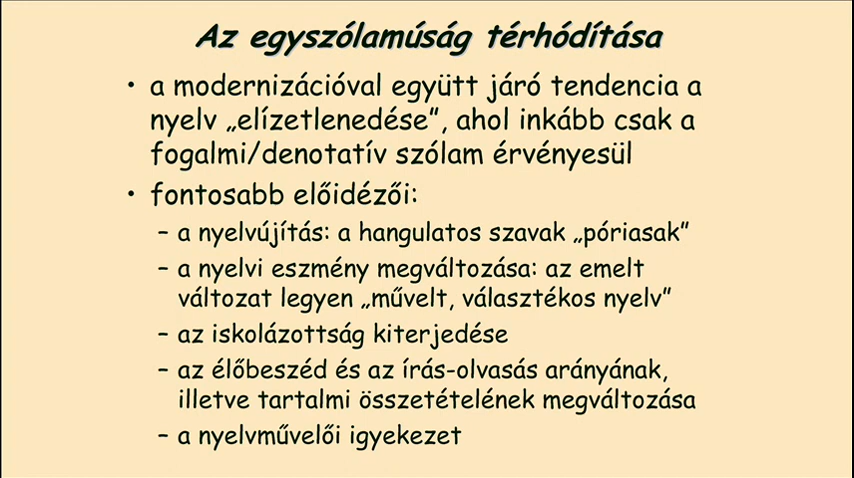 Az egyszólamúság térhódítása
• a modernizációval együtt járó tendencia a
nyelv „elízetlenedése”, ahol inkább csak a
fogalmi/denotatív szólam érvényesül
• fontosabb előidézői:
– a nyelvújítás: a hangulatos szavak „póriasak”
– a nyelvi eszmény megváltozása: az emelt
változat legyen „művelt, választékos nyelv”
– az iskolázottság kiterjedése
– az élőbeszéd és az írás-olvasás arányának,
illetve tartalmi összetételének megváltozása
– a nyelvművelői igyekezet